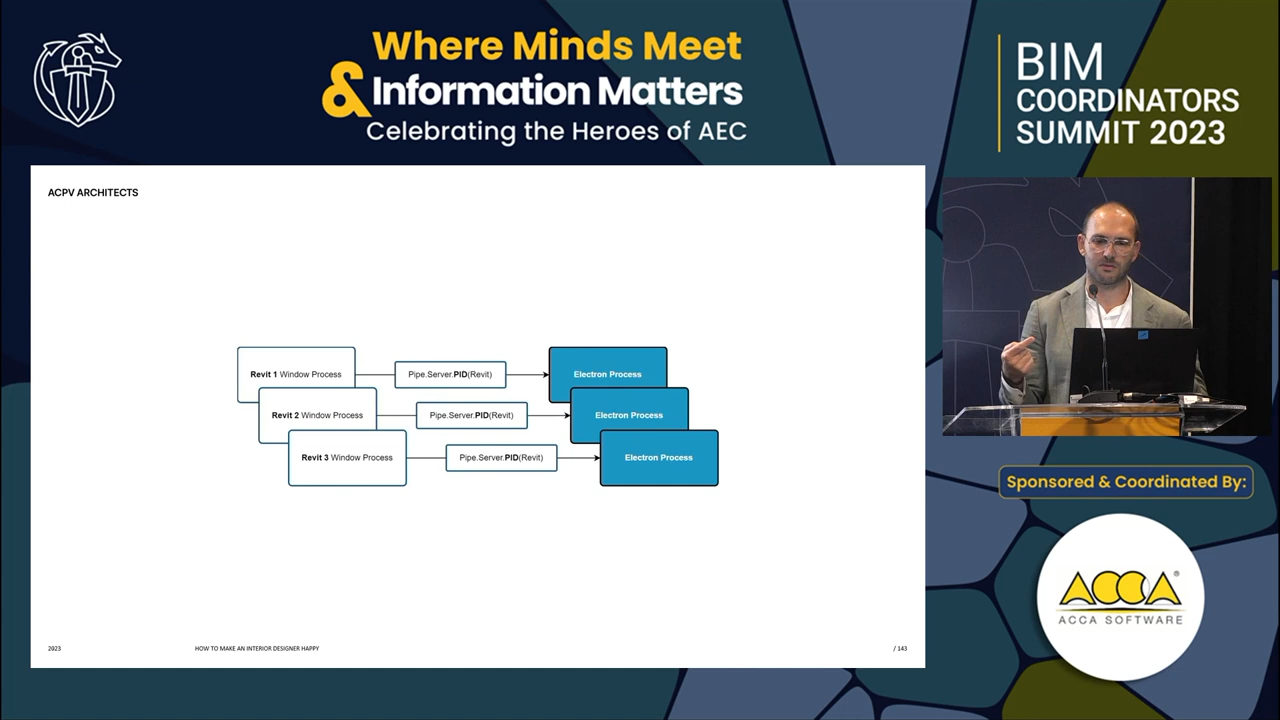 Where Minds Meet
& Information Matters
Celebrating the Heroes of AEC
BIM
COORDINATORS
SUMMIT 2023
ACPV ARCHITECTS
Revit 1 Window Process
Pipe.Server.PID(Revit)
Electron Process
Revit 2 Window Process
Pipe.Server.PID(Revit)
Electron Process
Revit 3 Window Process
Pipe.Server.PID(Revit)
Electron Process
2023
HOW TO MAKE AN INTERIOR DESIGNER HAPPY
/ 143
Sponsored & Coordinated By:
ACCA®
ACCA SOFTWARE